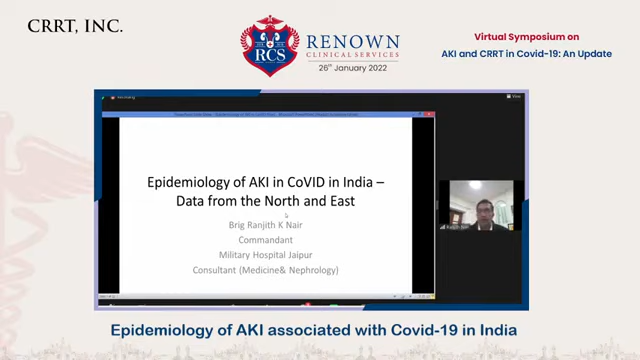 CRRT, INC.
RCS
RENOWN
CLINICAL SERVICES
26th January 2022
Virtual Symposium on
AKI and CRRT in Covid-19: An Update
View
Epidemiology of AKI in CoVID in India –
Data from the North and East
Brig Ranjith K Nair
Commandant
Military Hospital Jaipur
Consultant (Medicine& Nephrology)
Epidemiology of AKI associated with Covid-19 in India